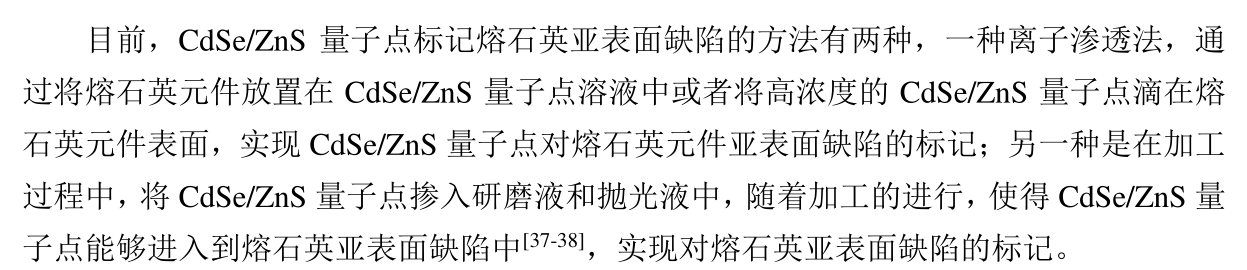 目前，CdSe/ZnS 量子点标记熔石英亚表面缺陷的方法有两种，一种离子渗透法，通
过将熔石英元件放置在 CdSe/ZnS 量子点溶液中或者将高浓度的 CdSe/ZnS 量子点滴在熔
石英元件表面，实现 CdSe/ZnS 量子点对熔石英元件亚表面缺陷的标记；另一种是在加工
过程中，将 CdSe/ZnS 量子点掺入研磨液和抛光液中，随着加工的进行，使得 CdSe/ZnS 量
子点能够进入到熔石英亚表面缺陷中[37-38]，实现对熔石英亚表面缺陷的标记。